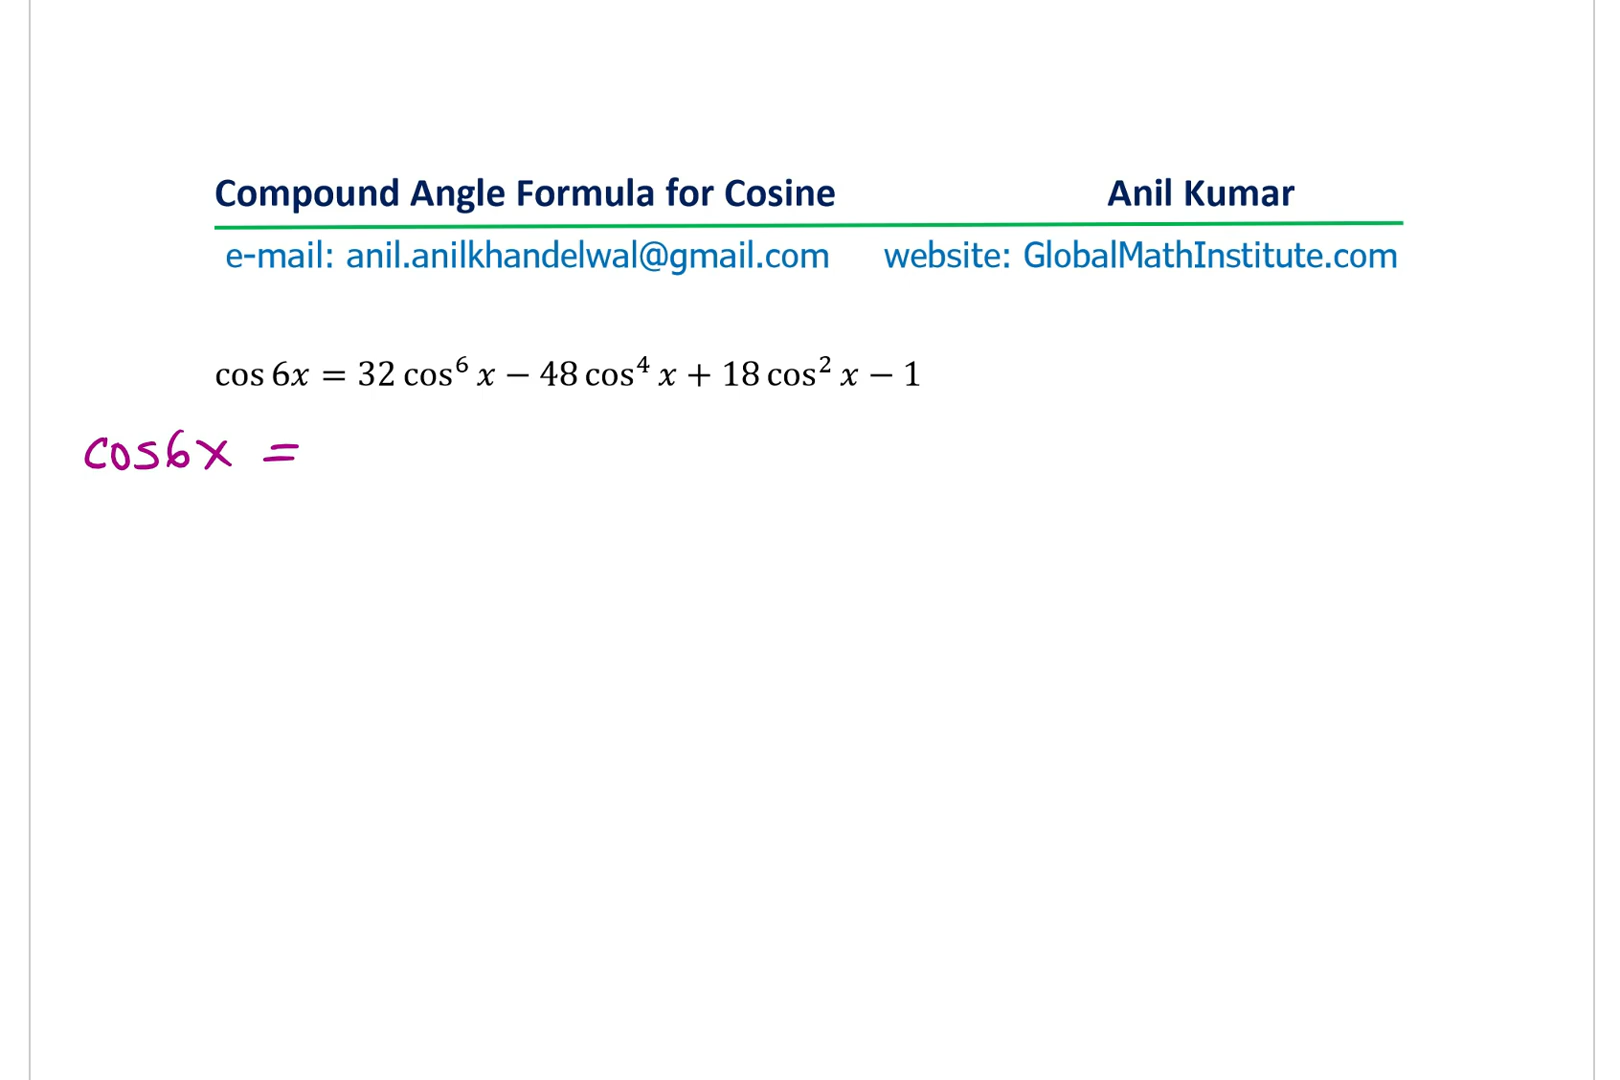 Compound Angle Formula for Cosine Anil Kumar
e-mail: anil.anilkhandelwal@gmail.com website: GlobalMathInstitute.com
cos 6x = 32 cos⁶ x − 48 cos⁴ x + 18 cos² x − 1
cos6x =